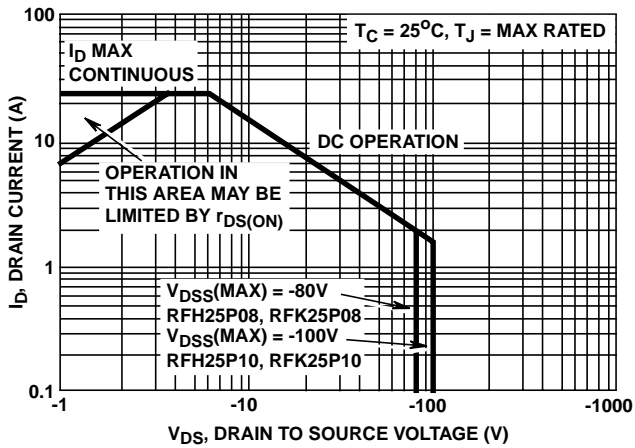 100
T_C = 25°C, T_J = MAX RATED
I_D MAX
CONTINUOUS
I_D, DRAIN CURRENT (A)
10
DC OPERATION
OPERATION IN
THIS AREA MAY BE
LIMITED BY r_DS(ON)
1
V_DSS(MAX) = -80V
RFH25P08, RFK25P08
V_DSS(MAX) = -100V
RFH25P10, RFK25P10
0.1
-1
-10
-100
-1000
V_DS, DRAIN TO SOURCE VOLTAGE (V)